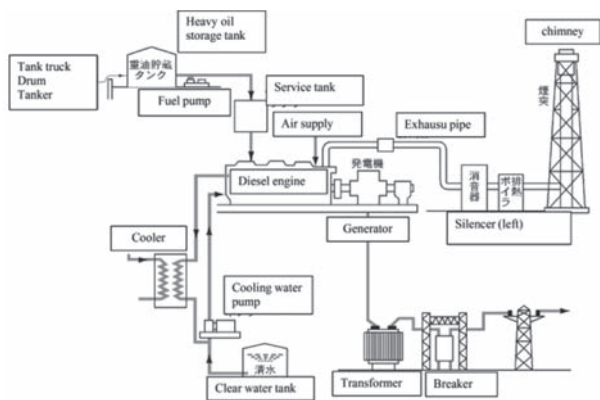 Heavy oil
storage tank
chimney
Tank truck
Drum
Tanker
重油貯蔵
タンク
Fuel pump
Service tank
Air supply
Exhausu pipe
煙突
発電機
消音器
排熱
ボイラ
Diesel engine
Generator
Silencer (left)
Cooler
Cooling water
pump
清水
Clear water tank
Transformer
Breaker